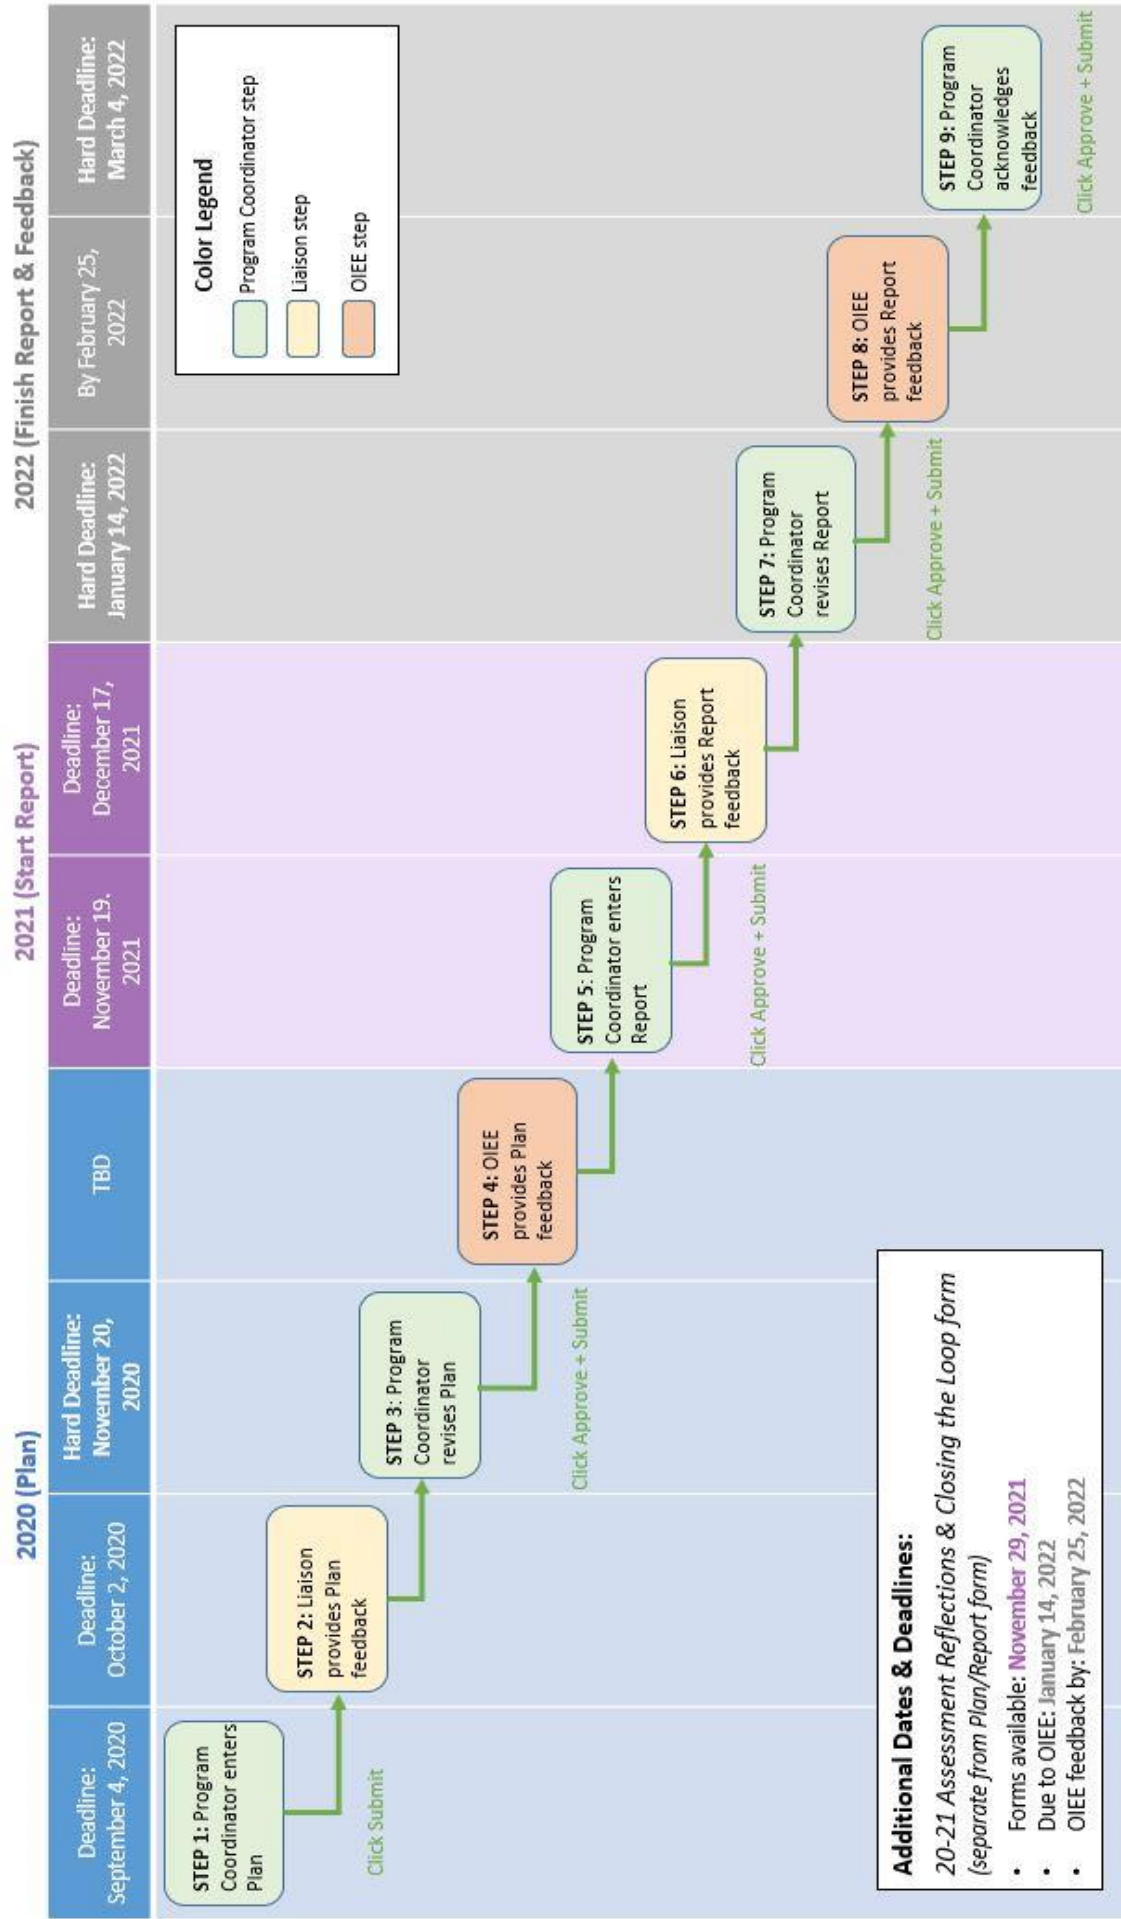 2020 (Plan)
2021 (Start Report)
2022 (Finish Report & Feedback)
Deadline:
September 4, 2020
Deadline:
October 2, 2020
Hard Deadline:
November 20,
2020
TBD
Deadline:
November 19.
2021
Deadline:
December 17,
2021
Hard Deadline:
January 14, 2022
By February 25,
2022
Hard Deadline:
March 4, 2022
STEP 1: Program
Coordinator enters
Plan
Click Submit
STEP 2: Liaison
provides Plan
feedback
STEP 3: Program
Coordinator
revises Plan
Click Approve + Submit
STEP 4: OIEE
provides Plan
feedback
STEP 5: Program
Coordinator enters
Report
Click Approve + Submit
STEP 6: Liaison
provides Report
feedback
STEP 7: Program
Coordinator
revises Report
Click Approve + Submit
STEP 8: OIEE
provides Report
feedback
STEP 9: Program
Coordinator
acknowledges
feedback
Click Approve + Submit
Color Legend
Program Coordinator step
Liaison step
OIEE step
Additional Dates & Deadlines:
20-21 Assessment Reflections & Closing the Loop form
(separate from Plan/Report form)
• Forms available: November 29, 2021
• Due to OIEE: January 14, 2022
• OIEE feedback by: February 25, 2022